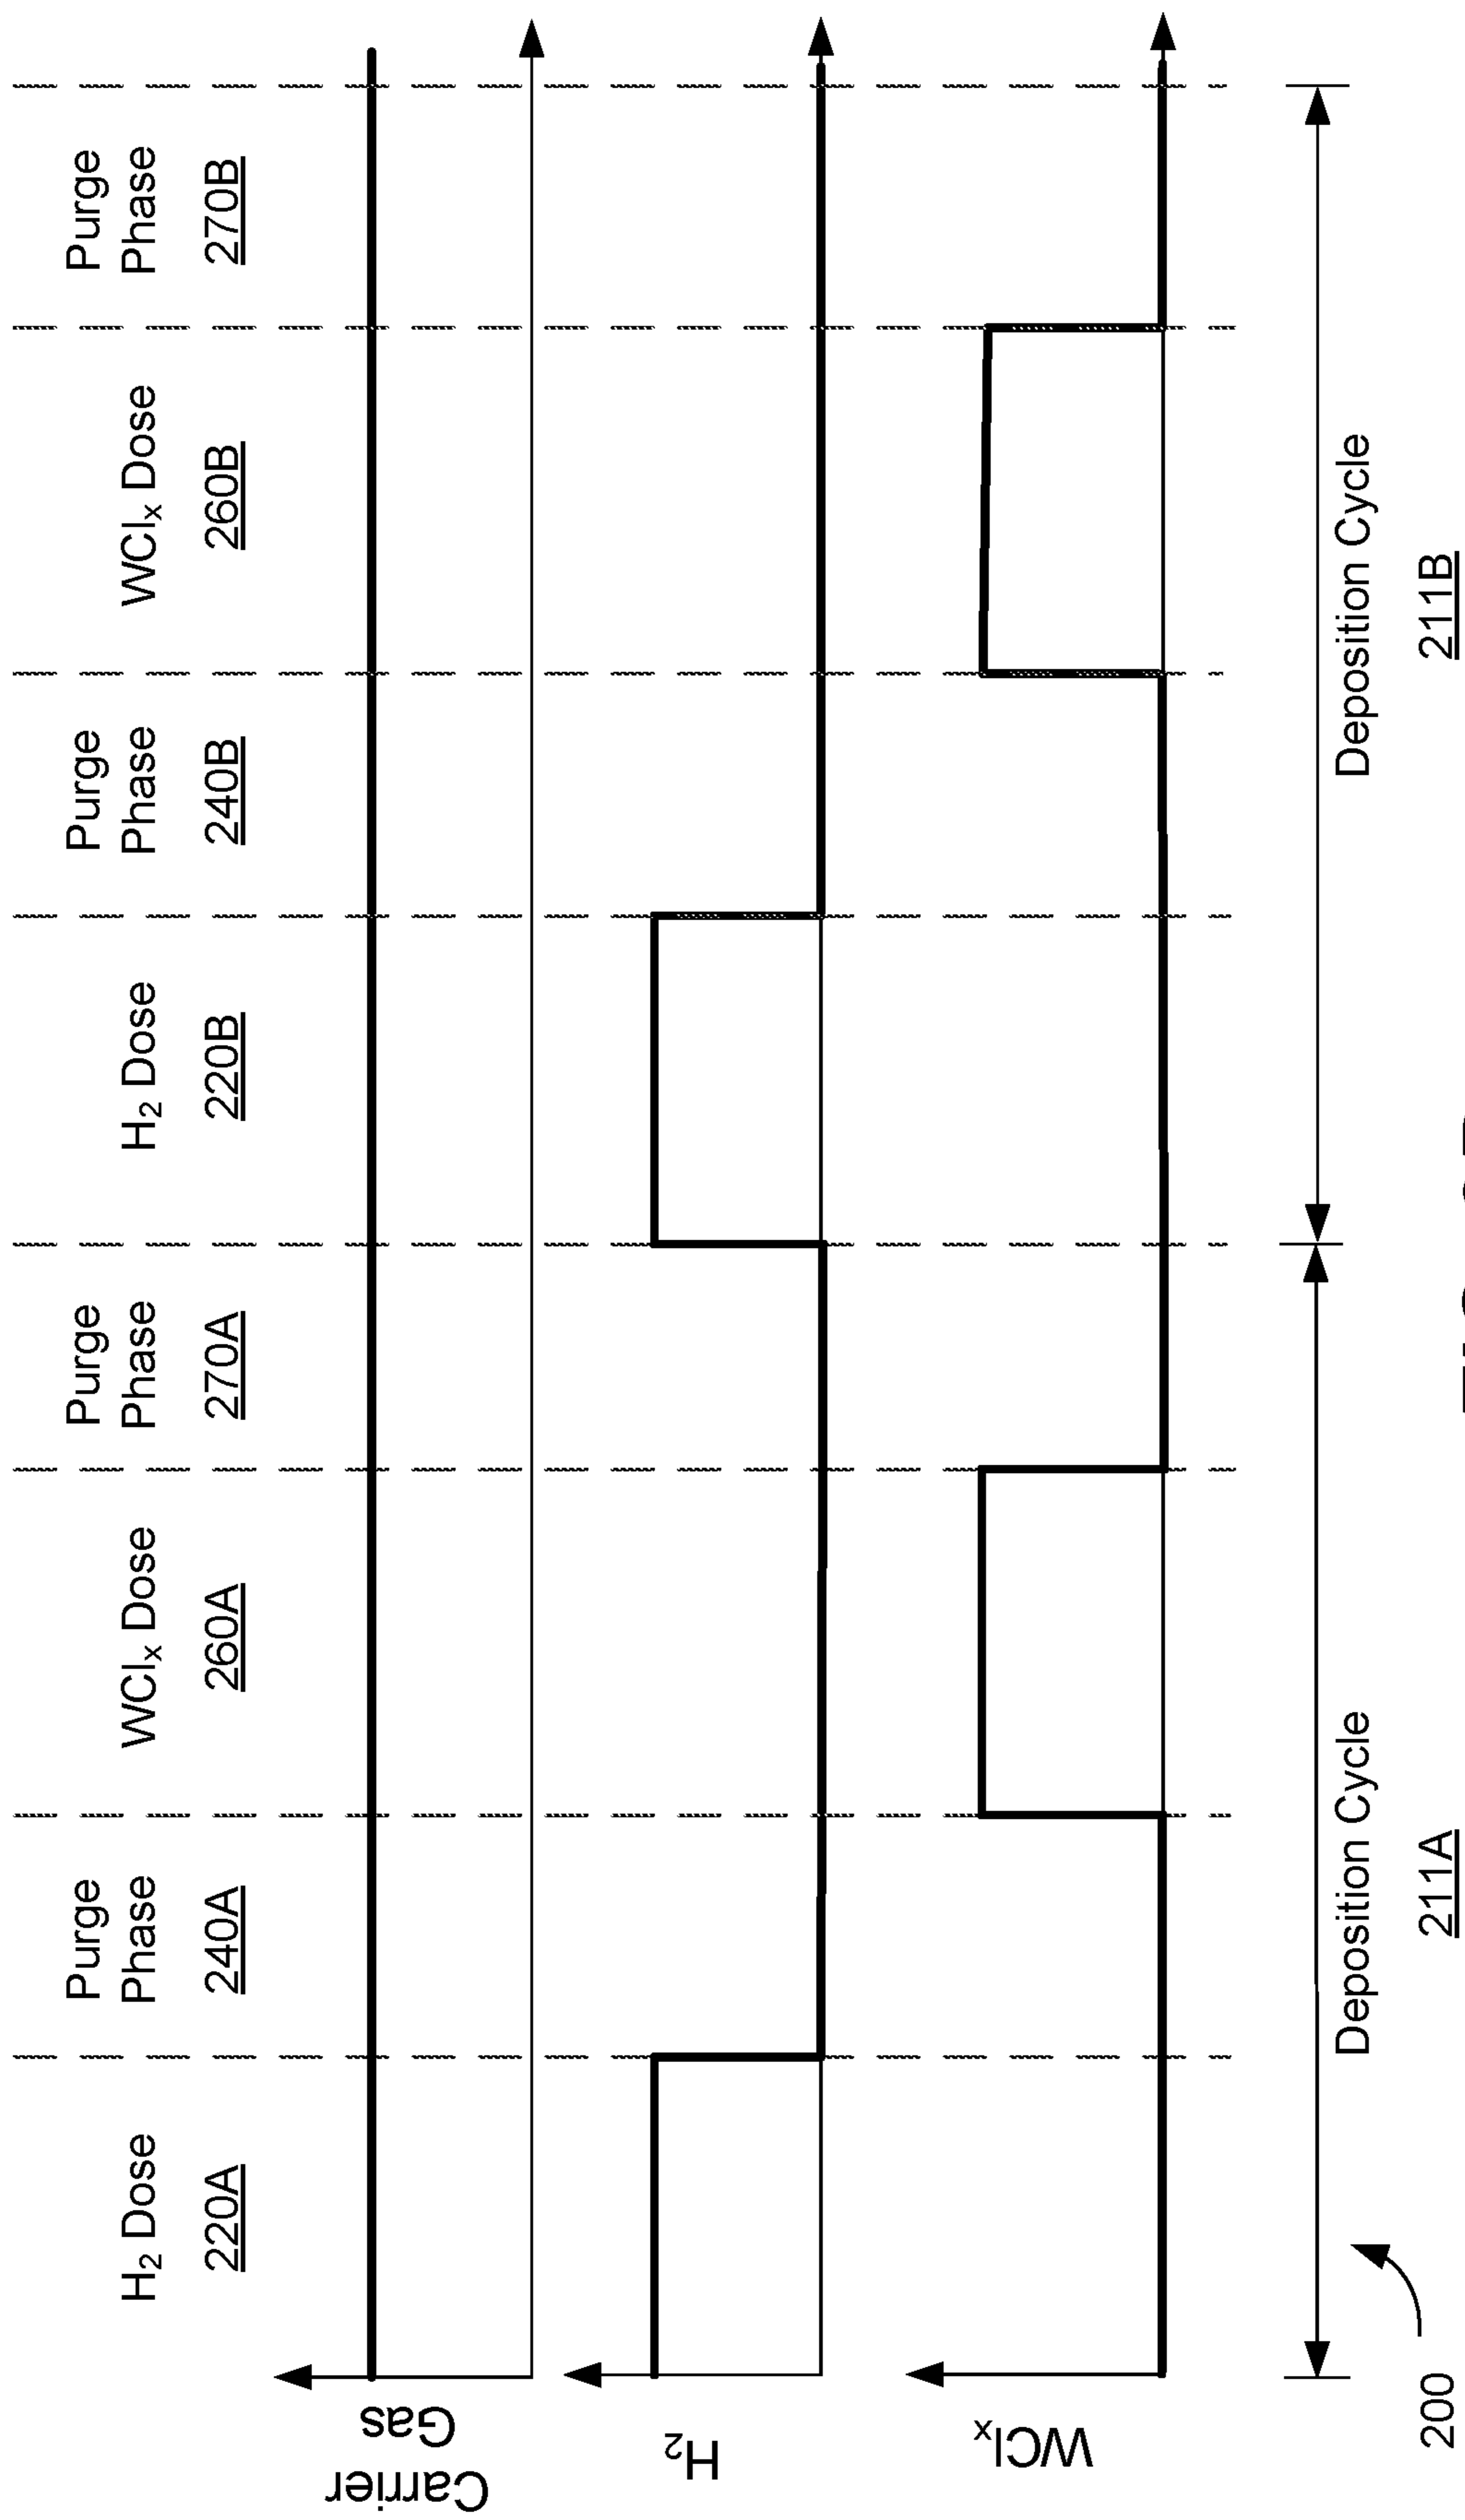 H₂ Dose
220A
Purge
Phase
240A
WClₓ Dose
260A
Purge
Phase
270A
H₂ Dose
220B
Purge
Phase
240B
WClₓ Dose
260B
Purge
Phase
270B
Carrier
Gas
H₂
WClₓ
Deposition Cycle
211A
Deposition Cycle
211B
200